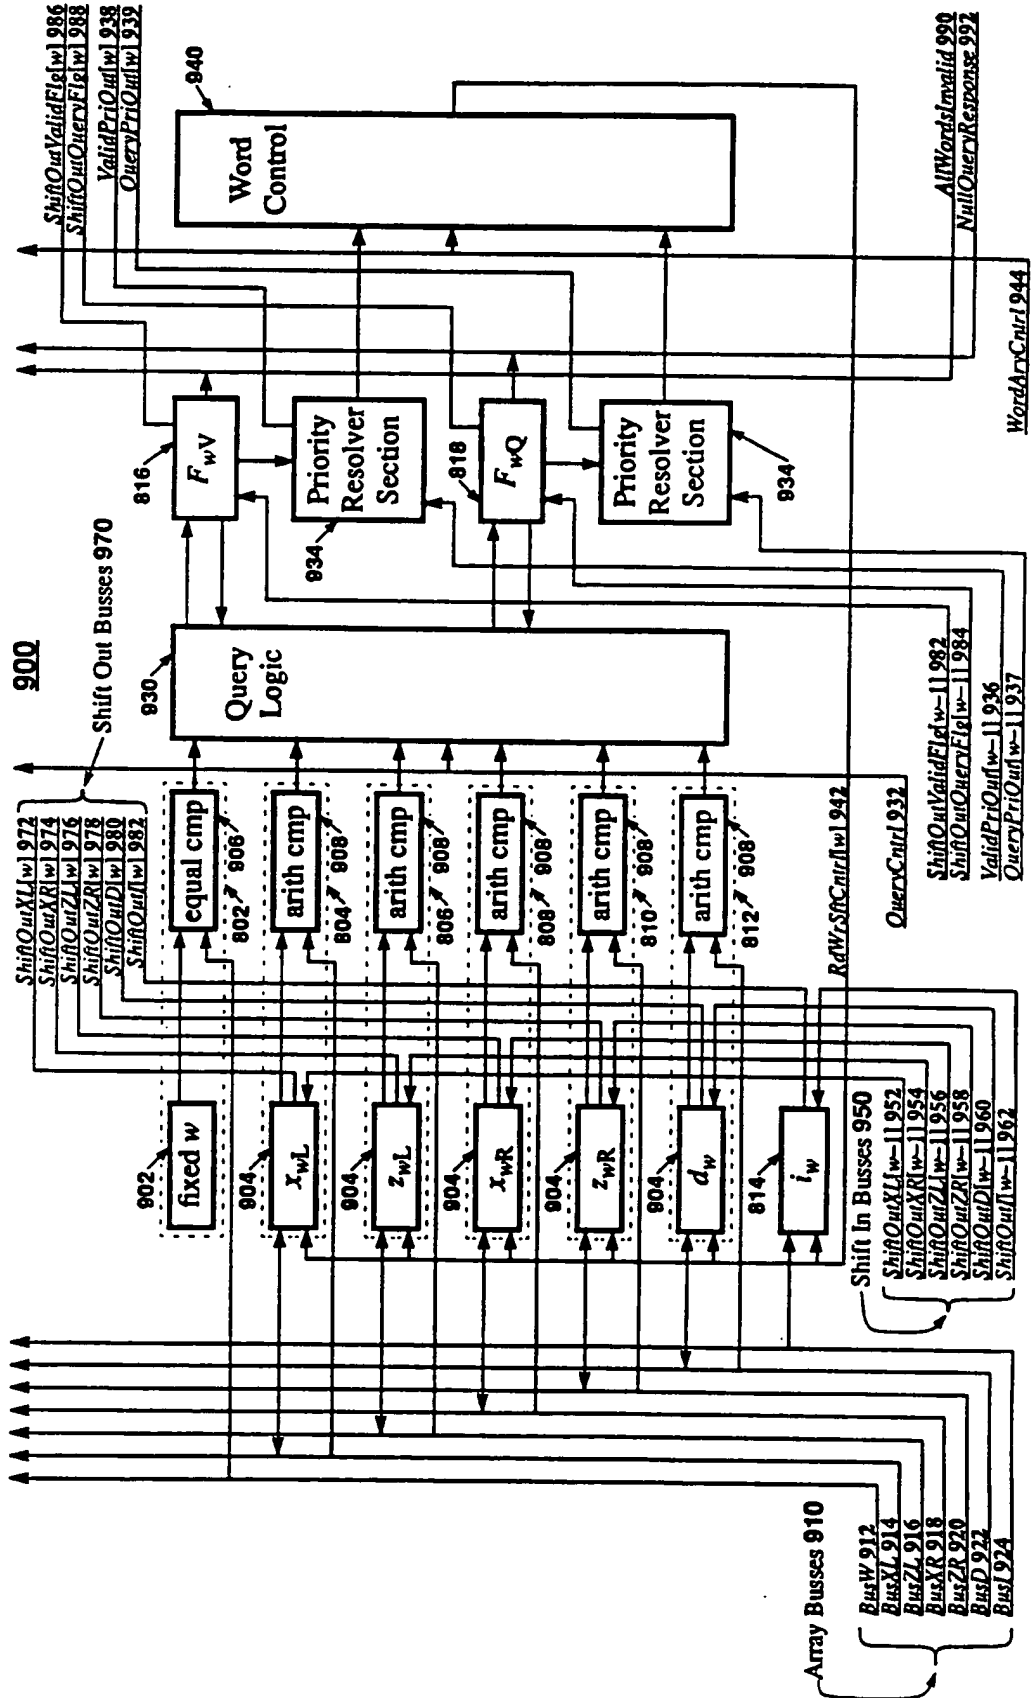 900
Shift Out Busses 970
ShiftOutXL[w] 972
ShiftOutXR[w] 974
ShiftOutZL[w] 976
ShiftOutZR[w] 978
ShiftOutD[w] 980
ShiftOutI[w] 982
ShiftOutValidFlg[w] 986
ShiftOutQueryFlg[w] 988
ValidPriOut[w] 938
QueryPriOut[w] 939
902
fixed w
equal cmp
906
802
904
xwL
arith cmp
908
804
904
zwL
arith cmp
908
806
904
xwR
arith cmp
908
808
904
zwR
arith cmp
908
810
904
dw
arith cmp
908
812
814
iw
930
Query
Logic
816
FwV
934
Priority
Resolver
Section
818
FwQ
Priority
Resolver
Section
934
940
Word
Control
Array Busses 910
BusW 912
BusXL 914
BusZL 916
BusXR 918
BusZR 920
BusD 922
BusI 924
Shift In Busses 950
ShiftOutXL[w–1] 952
ShiftOutXR[w–1] 954
ShiftOutZL[w–1] 956
ShiftOutZR[w–1] 958
ShiftOutD[w–1] 960
ShiftOutI[w–1] 962
RdWrSftCntrl[w] 942
QueryCntrl 932
ShiftOutValidFlg[w–1] 982
ShiftOutQueryFlg[w–1] 984
ValidPriOut[w–1] 936
QueryPriOut[w–1] 937
WordAryCntrl 944
AllWordsInvalid 990
NullQueryResponse 992